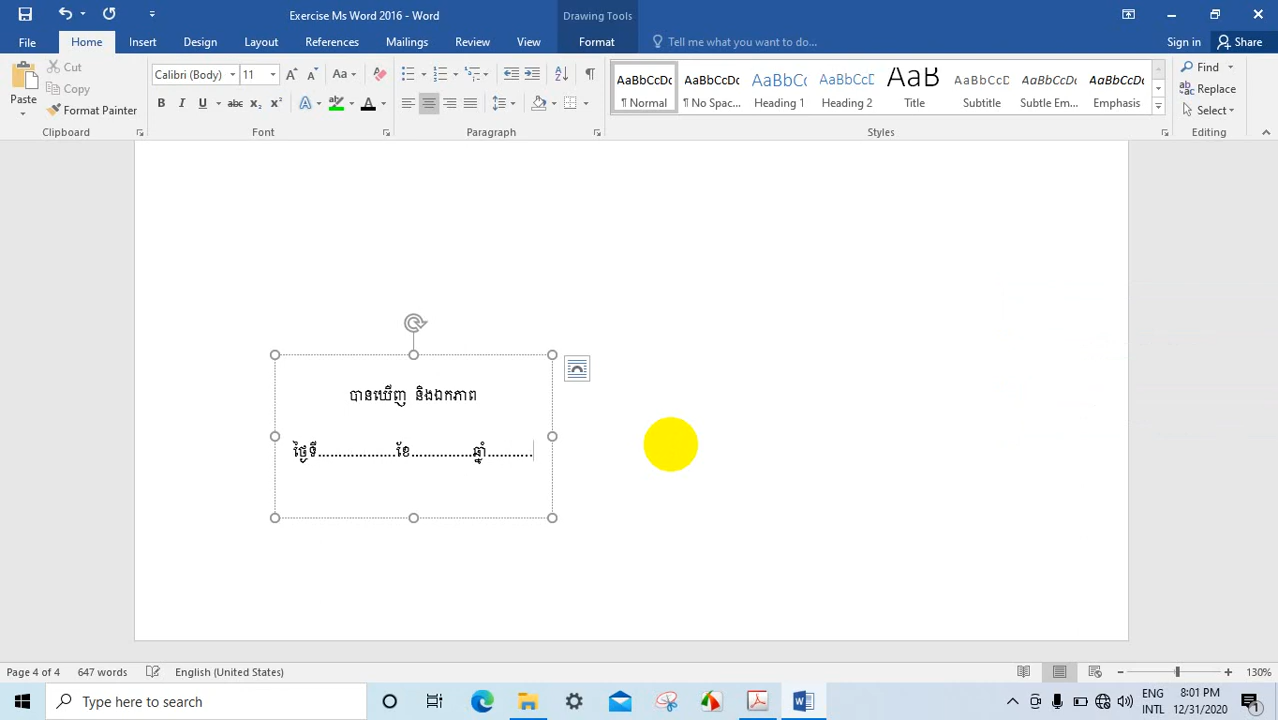 Exercise Ms Word 2016 - Word
Drawing Tools
File Home Insert Design Layout References Mailings Review View Format Tell me what you want to do... Sign in Share
Paste
Cut
Copy
Format Painter
Clipboard
Calibri (Body) 11
Font
Paragraph
AaBbCcDc AaBbCcDc AaBbCc AaBbCcD AaB AaBbCcD AaBbCcDc AaBbCcDc
¶ Normal ¶ No Spac... Heading Heading 2 Title Subtitle Subtle Em... Emphasis
Styles
Find
Replace
Select
Editing
បានឃើញ និងឯកភាព
ថ្ងៃទី...................ខែ...............ឆ្នាំ...........
Page 4 of 4 647 words English (United States) 130%
Type here to search
ENG
INTL
8:01 PM
12/31/2020